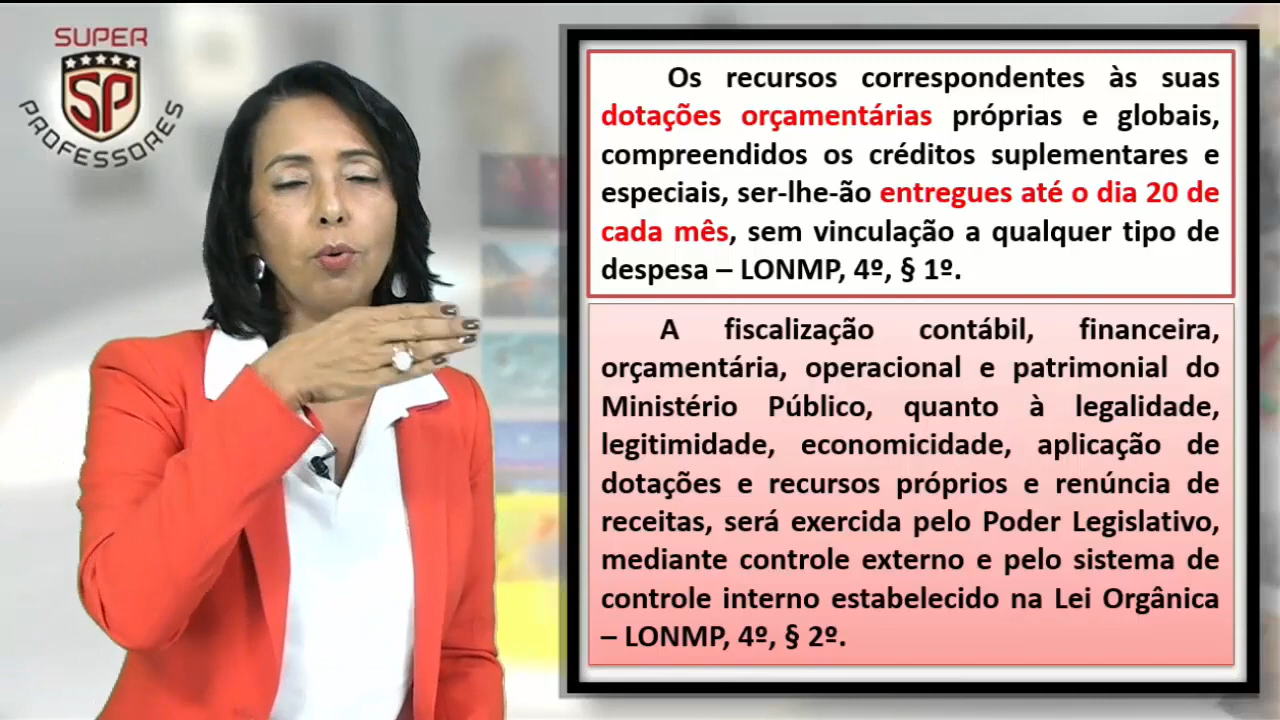 SUPER
SP
PROFESSORES
Os recursos correspondentes às suas
dotações orçamentárias próprias e globais,
compreendidos os créditos suplementares e
especiais, ser-lhe-ão entregues até o dia 20 de
cada mês, sem vinculação a qualquer tipo de
despesa – LONMP, 4º, § 1º.
A fiscalização contábil, financeira,
orçamentária, operacional e patrimonial do
Ministério Público, quanto à legalidade,
legitimidade, economicidade, aplicação de
dotações e recursos próprios e renúncia de
receitas, será exercida pelo Poder Legislativo,
mediante controle externo e pelo sistema de
controle interno estabelecido na Lei Orgânica
– LONMP, 4º, § 2º.